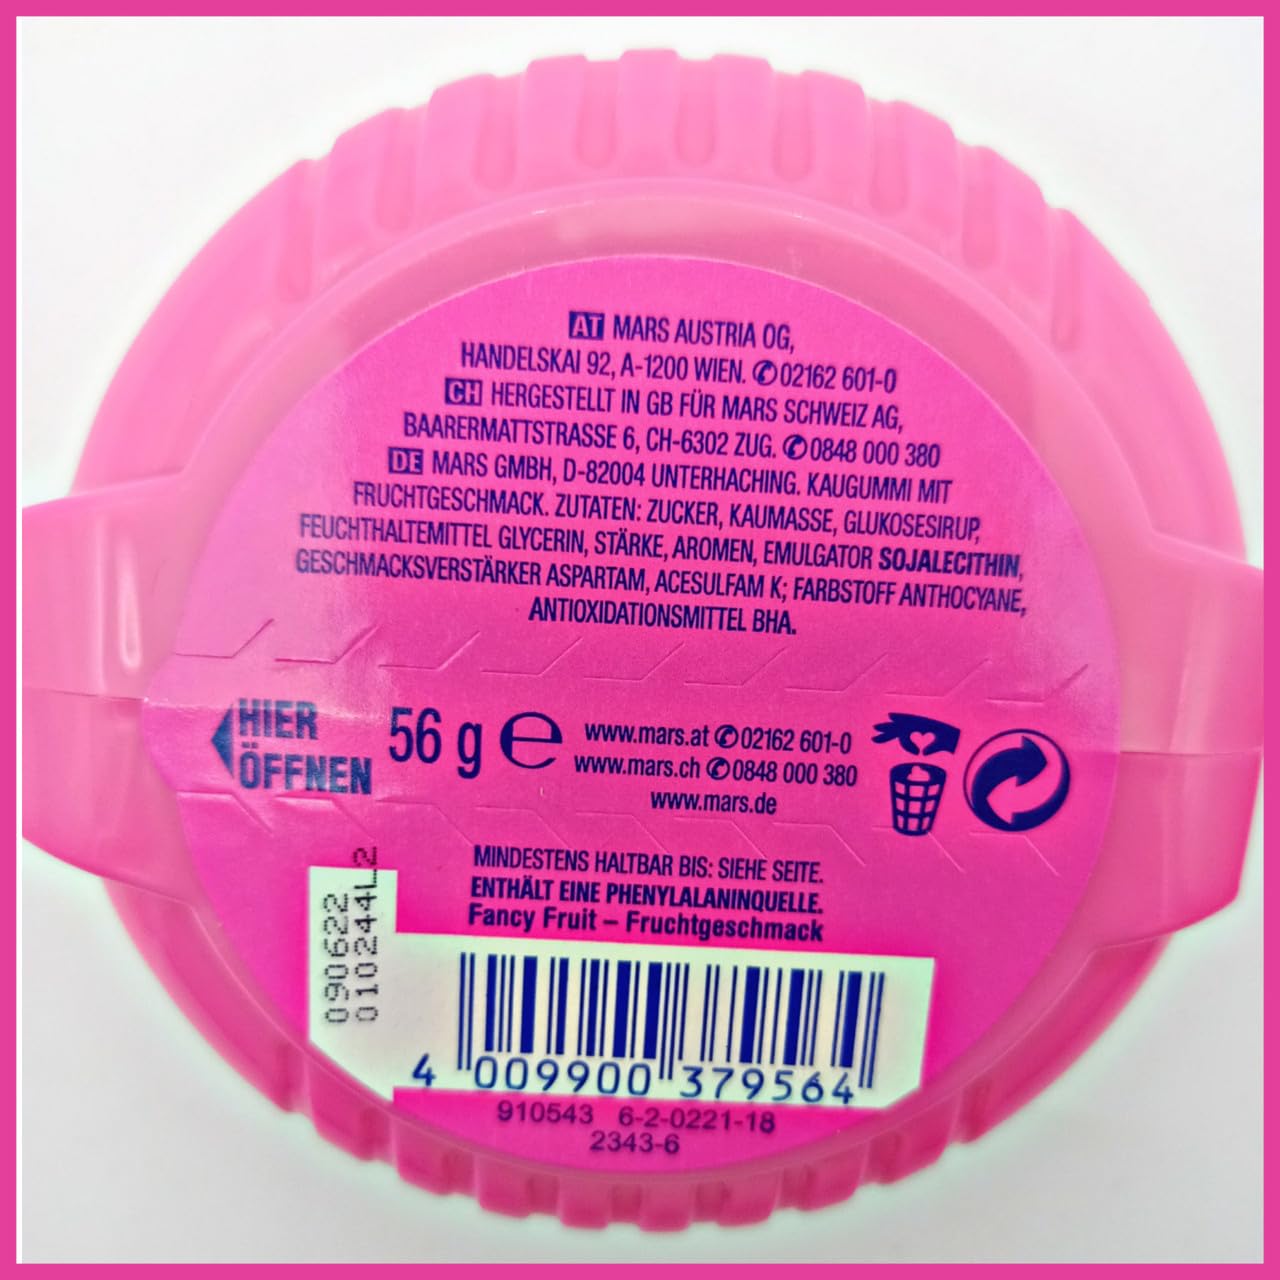 AT MARS AUSTRIA OG,
HANDELSKAI 92, A-1200 WIEN. ✆02162 601-0
CH HERGESTELLT IN GB FÜR MARS SCHWEIZ AG,
BAARERMATTSTRASSE 6, CH-6302 ZUG. ✆0848 000 380
DE MARS GMBH, D-82004 UNTERHACHING. KAUGUMMI MIT
FRUCHTGESCHMACK. ZUTATEN: ZUCKER, KAUMASSE, GLUKOSESIRUP,
FEUCHTHALTEMITTEL GLYCERIN, STÄRKE, AROMEN, EMULGATOR SOJALECITHIN,
GESCHMACKSVERSTÄRKER ASPARTAM, ACESULFAM K; FARBSTOFF ANTHOCYANE,
ANTIOXIDATIONSMITTEL BHA.
HIER
ÖFFNEN
56 g ℮
www.mars.at ✆02162 601-0
www.mars.ch ✆0848 000 380
www.mars.de
MINDESTENS HALTBAR BIS: SIEHE SEITE.
ENTHÄLT EINE PHENYLALANINQUELLE.
Fancy Fruit – Fruchtgeschmack
090622
010244L2
4 009900 379564
910543 6-2-0221-18
2343-6